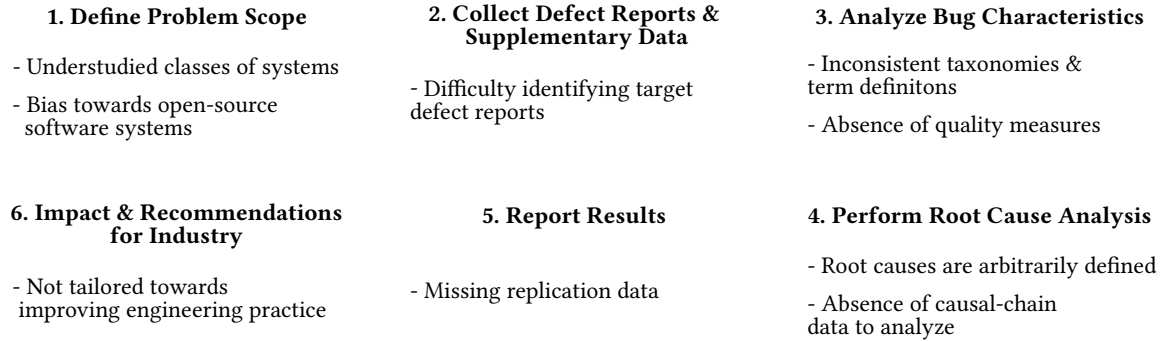 1. Define Problem Scope
- Understudied classes of systems
- Bias towards open-source
software systems
2. Collect Defect Reports &
Supplementary Data
- Difficulty identifying target
defect reports
3. Analyze Bug Characteristics
- Inconsistent taxonomies &
term definitons
- Absence of quality measures
6. Impact & Recommendations
for Industry
- Not tailored towards
improving engineering practice
5. Report Results
- Missing replication data
4. Perform Root Cause Analysis
- Root causes are arbitrarily defined
- Absence of causal-chain
data to analyze